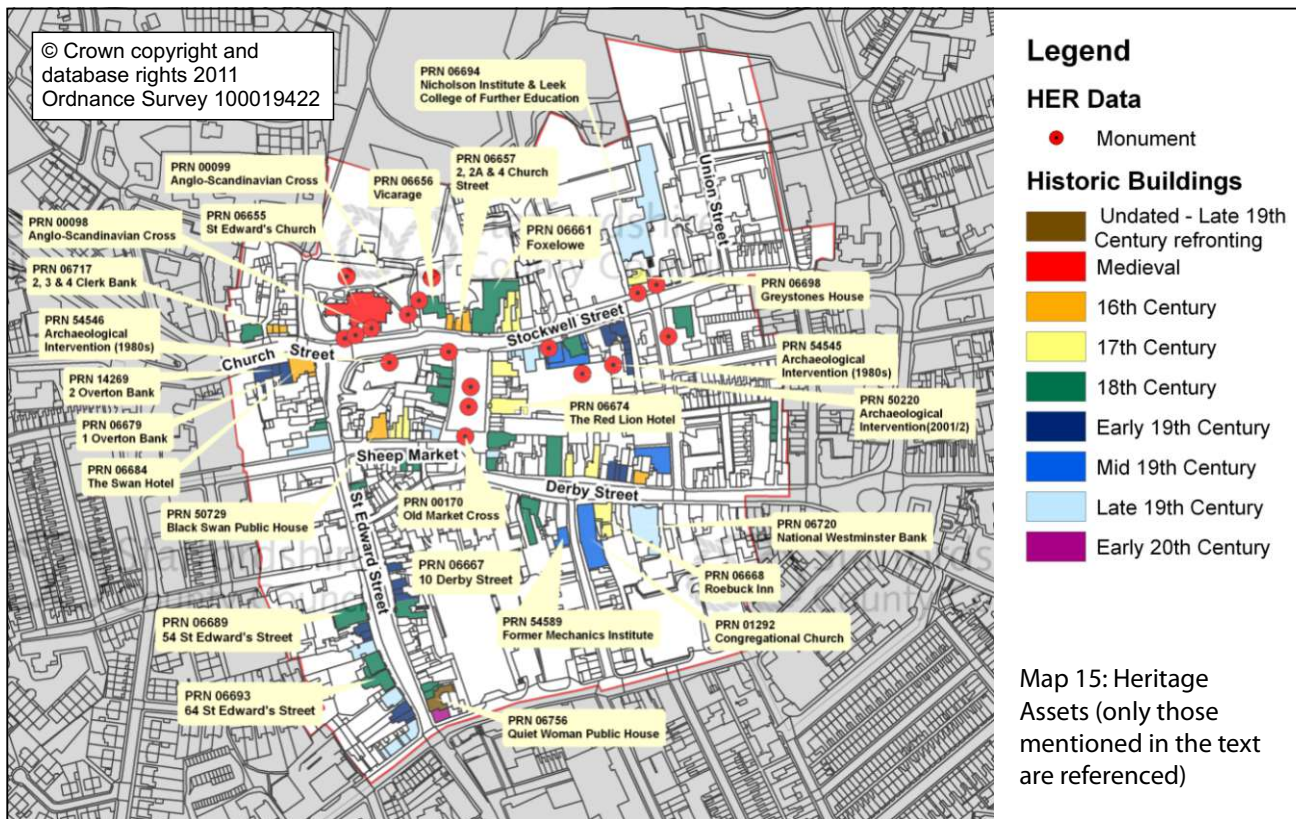 © Crown copyright and
database rights 2011
Ordnance Survey 100019422
PRN 06694
Nicholson Institute & Leek
College of Further Education
PRN 00099
Anglo-Scandinavian Cross
PRN 06656
Vicarage
PRN 06657
2, 2A & 4 Church
Street
PRN 00098
Anglo-Scandinavian Cross
PRN 06655
St Edward's Church
PRN 06661
Foxelowe
PRN 06717
2, 3 & 4 Clerk Bank
PRN 06698
Greystones House
PRN 54546
Archaeological
Intervention (1980s)
PRN 54545
Archaeological
Intervention (1980s)
PRN 14269
2 Overton Bank
PRN 50220
Archaeological
Intervention(2001/2)
PRN 06679
1 Overton Bank
PRN 06674
The Red Lion Hotel
PRN 06684
The Swan Hotel
PRN 50729
Black Swan Public House
PRN 00170
Old Market Cross
PRN 06720
National Westminster Bank
PRN 06667
10 Derby Street
PRN 06668
Roebuck Inn
PRN 54589
Former Mechanics Institute
PRN 01292
Congregational Church
PRN 06689
54 St Edward's Street
PRN 06693
64 St Edward's Street
PRN 06756
Quiet Woman Public House
Union Street
Stockwell Street
Church Street
Sheep Market
Derby Street
St Edward Street
Legend
HER Data
Monument
Historic Buildings
Undated - Late 19th
Century refronting
Medieval
16th Century
17th Century
18th Century
Early 19th Century
Mid 19th Century
Late 19th Century
Early 20th Century
Map 15: Heritage
Assets (only those
mentioned in the text
are referenced)